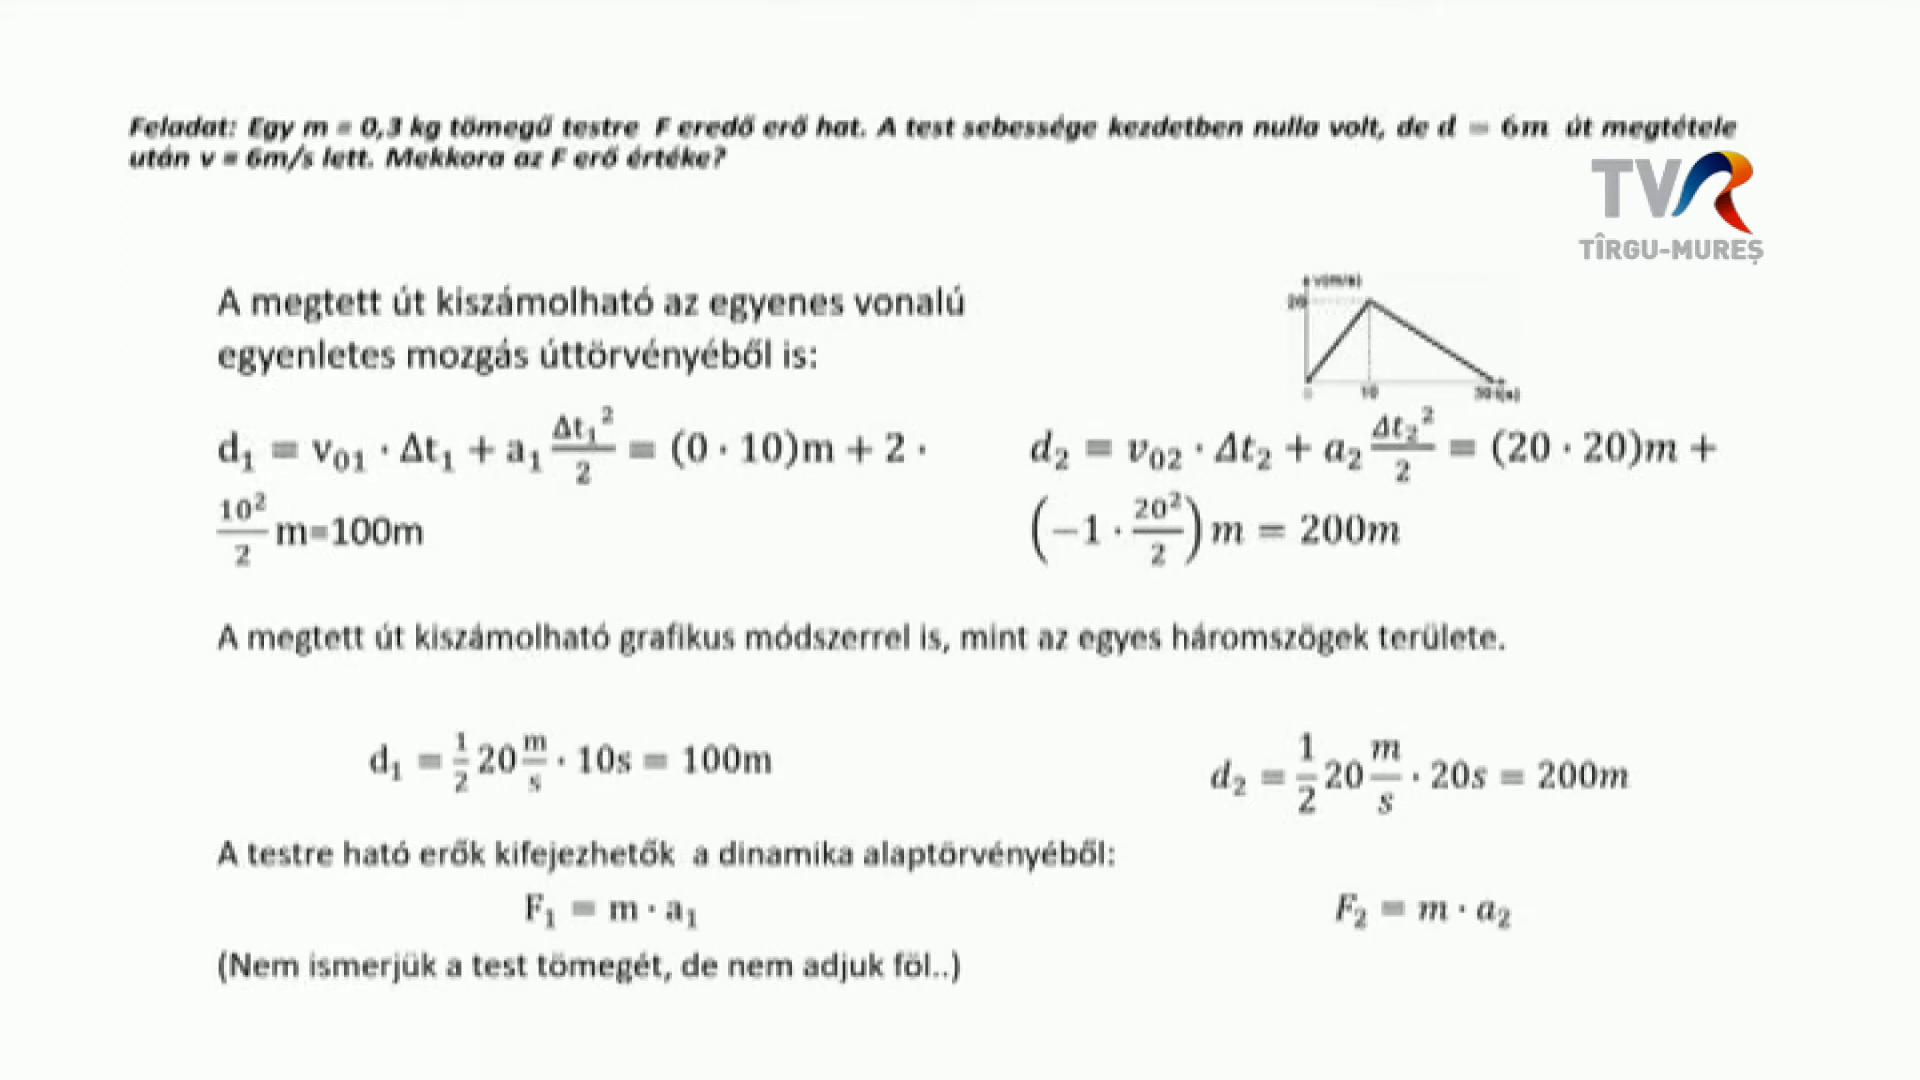 Feladat: Egy m = 0,3 kg tömegű testre F eredő erő hat. A test sebessége kezdetben nulla volt, de d = 6m út megtétele
után v = 6m/s lett. Mekkora az F erő értéke?
TVR
TÎRGU-MUREȘ
A megtett út kiszámolható az egyenes vonalú
egyenletes mozgás úttörvényéből is:
v(m/s)
20
0 10 30 t(s)
d₁ = v₀₁ · Δt₁ + a₁ Δt₁²/2 = (0 · 10)m + 2 ·
10²/2 m=100m
d₂ = v₀₂ · Δt₂ + a₂ Δt₂²/2 = (20 · 20)m +
(−1 · 20²/2) m = 200m
A megtett út kiszámolható grafikus módszerrel is, mint az egyes háromszögek területe.
d₁ = 1/2 20 m/s · 10s = 100m
d₂ = 1/2 20 m/s · 20s = 200m
A testre ható erők kifejezhetők a dinamika alaptörvényéből:
F₁ = m · a₁
F₂ = m · a₂
(Nem ismerjük a test tömegét, de nem adjuk föl..)